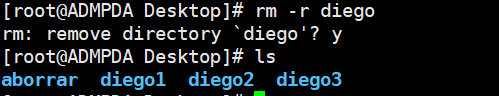 [root@ADMPDA Desktop]# rm -r diego
rm: remove directory `diego'? y
[root@ADMPDA Desktop]# ls
aborrar  diego1  diego2  diego3
[root@ADMPDA Desktop]#